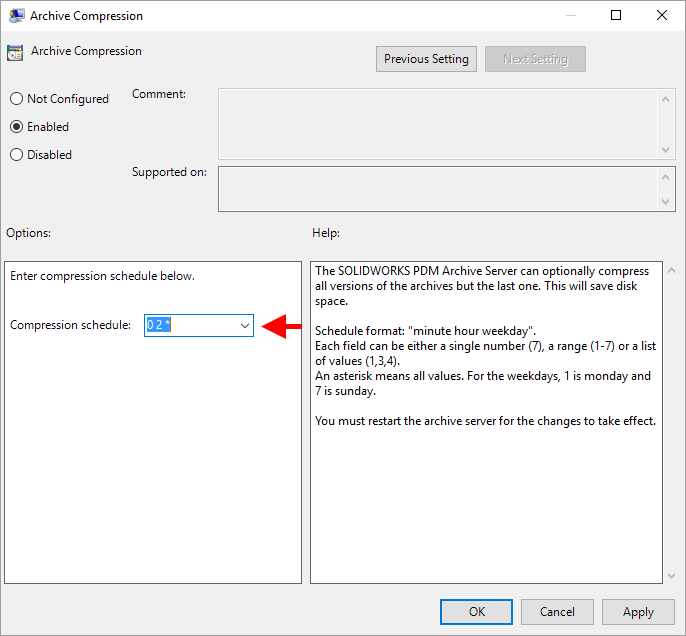 Archive Compression
Archive Compression
Previous Setting
Next Setting
Not Configured
Comment:
Enabled
Disabled
Supported on:
Options:
Help:
Enter compression schedule below.
Compression schedule:
0 2 *
The SOLIDWORKS PDM Archive Server can optionally compress
all versions of the archives but the last one. This will save disk
space.
Schedule format: "minute hour weekday".
Each field can be either a single number (7), a range (1-7) or a list
of values (1,3,4).
An asterisk means all values. For the weekdays, 1 is monday and
7 is sunday.
You must restart the archive server for the changes to take effect.
OK
Cancel
Apply